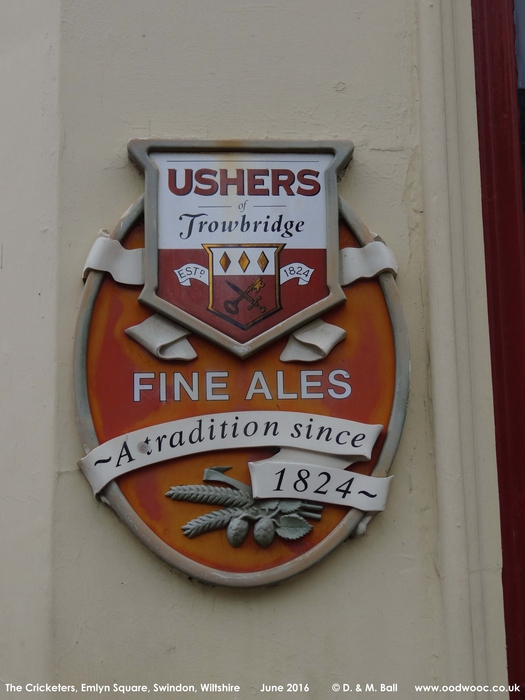 USHERS
of
Trowbridge
ESTD 1824
FINE ALES
~A tradition since
1824~
The Cricketers, Emlyn Square, Swindon, Wiltshire June 2016 © D. & M. Ball www.oodwooc.co.uk